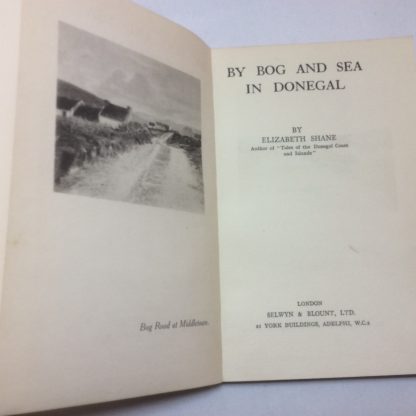 Bog Road at Middletown.
BY BOG AND SEA
IN DONEGAL
BY
ELIZABETH SHANE
Author of "Tales of the Donegal Coast
and Islands"
LONDON
SELWYN & BLOUNT, LTD.
21 YORK BUILDINGS, ADELPHI, W.C.2